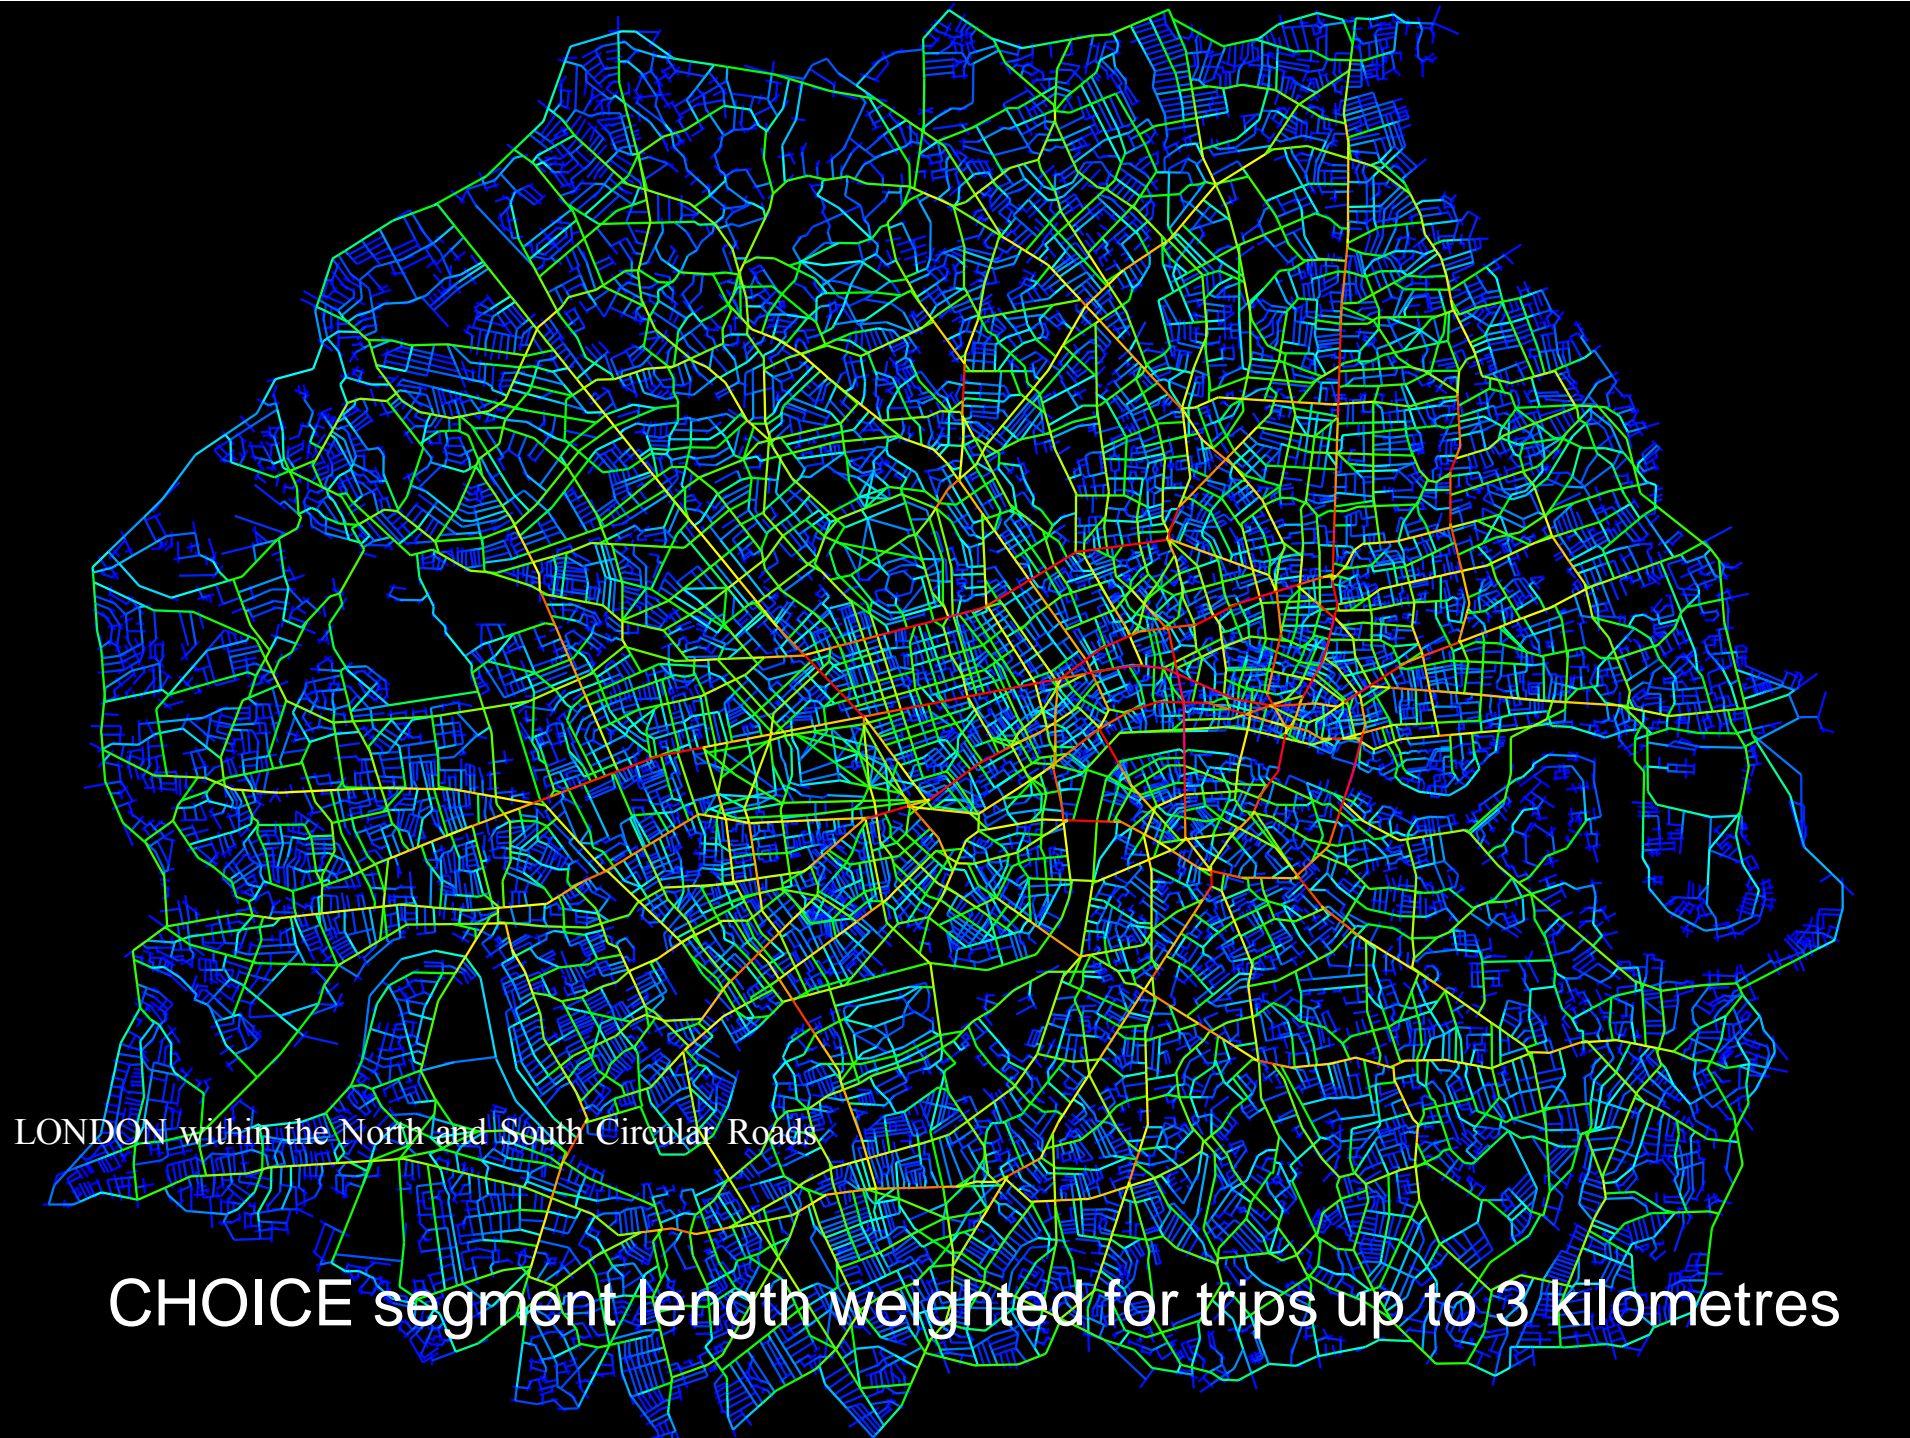 LONDON within the North and South Circular Roads
CHOICE segment length weighted for trips up to 3 kilometres